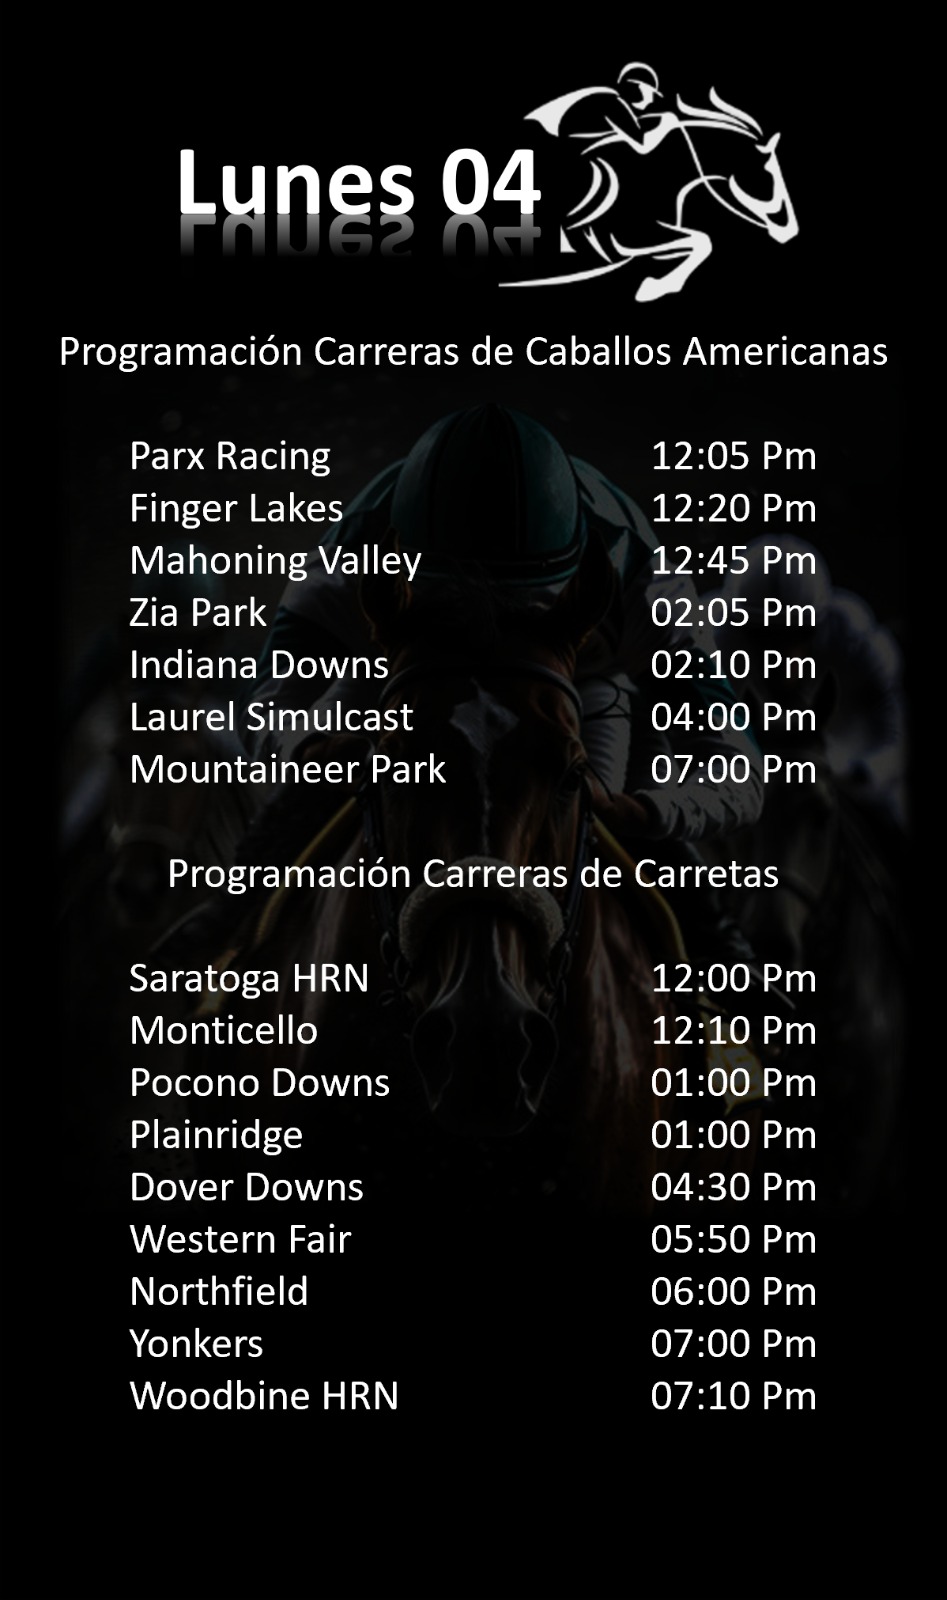 Lunes 04
Programación Carreras de Caballos Americanas
Parx Racing 12:05 Pm
Finger Lakes 12:20 Pm
Mahoning Valley 12:45 Pm
Zia Park 02:05 Pm
Indiana Downs 02:10 Pm
Laurel Simulcast 04:00 Pm
Mountaineer Park 07:00 Pm
Programación Carreras de Carretas
Saratoga HRN 12:00 Pm
Monticello 12:10 Pm
Pocono Downs 01:00 Pm
Plainridge 01:00 Pm
Dover Downs 04:30 Pm
Western Fair 05:50 Pm
Northfield 06:00 Pm
Yonkers 07:00 Pm
Woodbine HRN 07:10 Pm